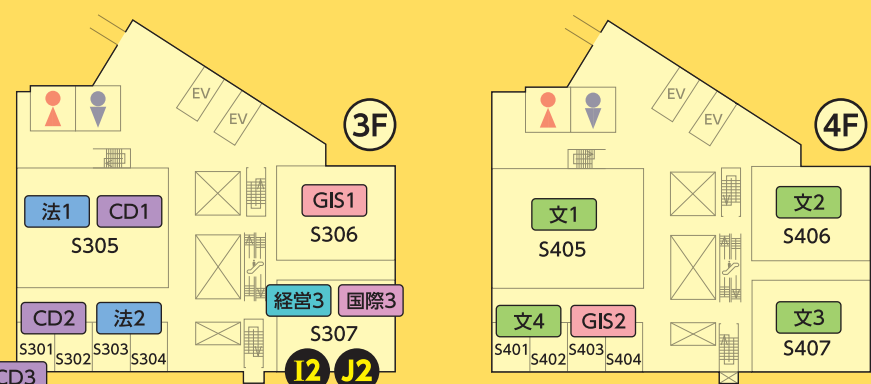 EV
EV
3F
法1
CD1
S305
GIS1
S306
経営3
国際3
S307
CD2
法2
S301
S302
S303
S304
CD3
I2
J2
EV
EV
4F
文1
S405
文2
S406
文3
S407
文4
GIS2
S401
S402
S403
S404